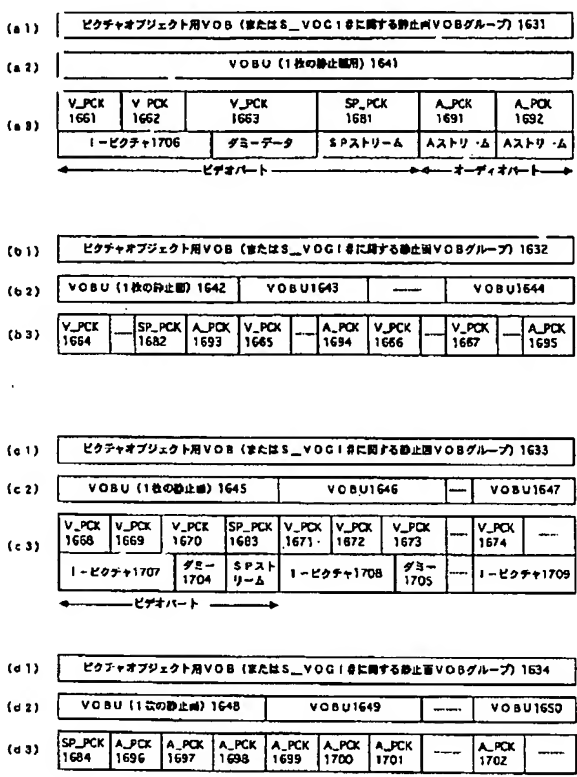 (a1) ピクチャオブジェクト用VOB (またはS__VOGI#に関する静止画VOBグループ) 1631
(a2) VOBU (1枚の静止画用) 1641
(a3) V_PCK 1661 V_PCK 1662 V_PCK 1663 SP_PCK 1681 A_PCK 1691 A_PCK 1692
I-ピクチャ1706 ダミーデータ SPストリーム Aストリーム Aストリーム
ビデオパート オーディオパート
(b1) ピクチャオブジェクト用VOB (またはS__VOGI#に関する静止画VOBグループ) 1632
(b2) VOBU (1枚の静止画) 1642 VOBU1643 VOBU1644
(b3) V_PCK 1664 SP_PCK 1682 A_PCK 1693 V_PCK 1665 A_PCK 1694 V_PCK 1666 V_PCK 1667 A_PCK 1695
(c1) ピクチャオブジェクト用VOB (またはS__VOGI#に関する静止画VOBグループ) 1633
(c2) VOBU (1枚の静止画) 1645 VOBU1646 VOBU1647
(c3) V_PCK 1668 V_PCK 1669 V_PCK 1670 SP_PCK 1683 V_PCK 1671 V_PCK 1672 V_PCK 1673 V_PCK 1674
I-ピクチャ1707 ダミー 1704 SPストリーム I-ピクチャ1708 ダミー 1705 I-ピクチャ1709
ビデオパート
(d1) ピクチャオブジェクト用VOB (またはS__VOGI#に関する静止画VOBグループ) 1634
(d2) VOBU (1枚の静止画) 1648 VOBU1649 VOBU1650
(d3) SP_PCK 1684 A_PCK 1696 A_PCK 1697 A_PCK 1698 A_PCK 1699 A_PCK 1700 A_PCK 1701 A_PCK 1702